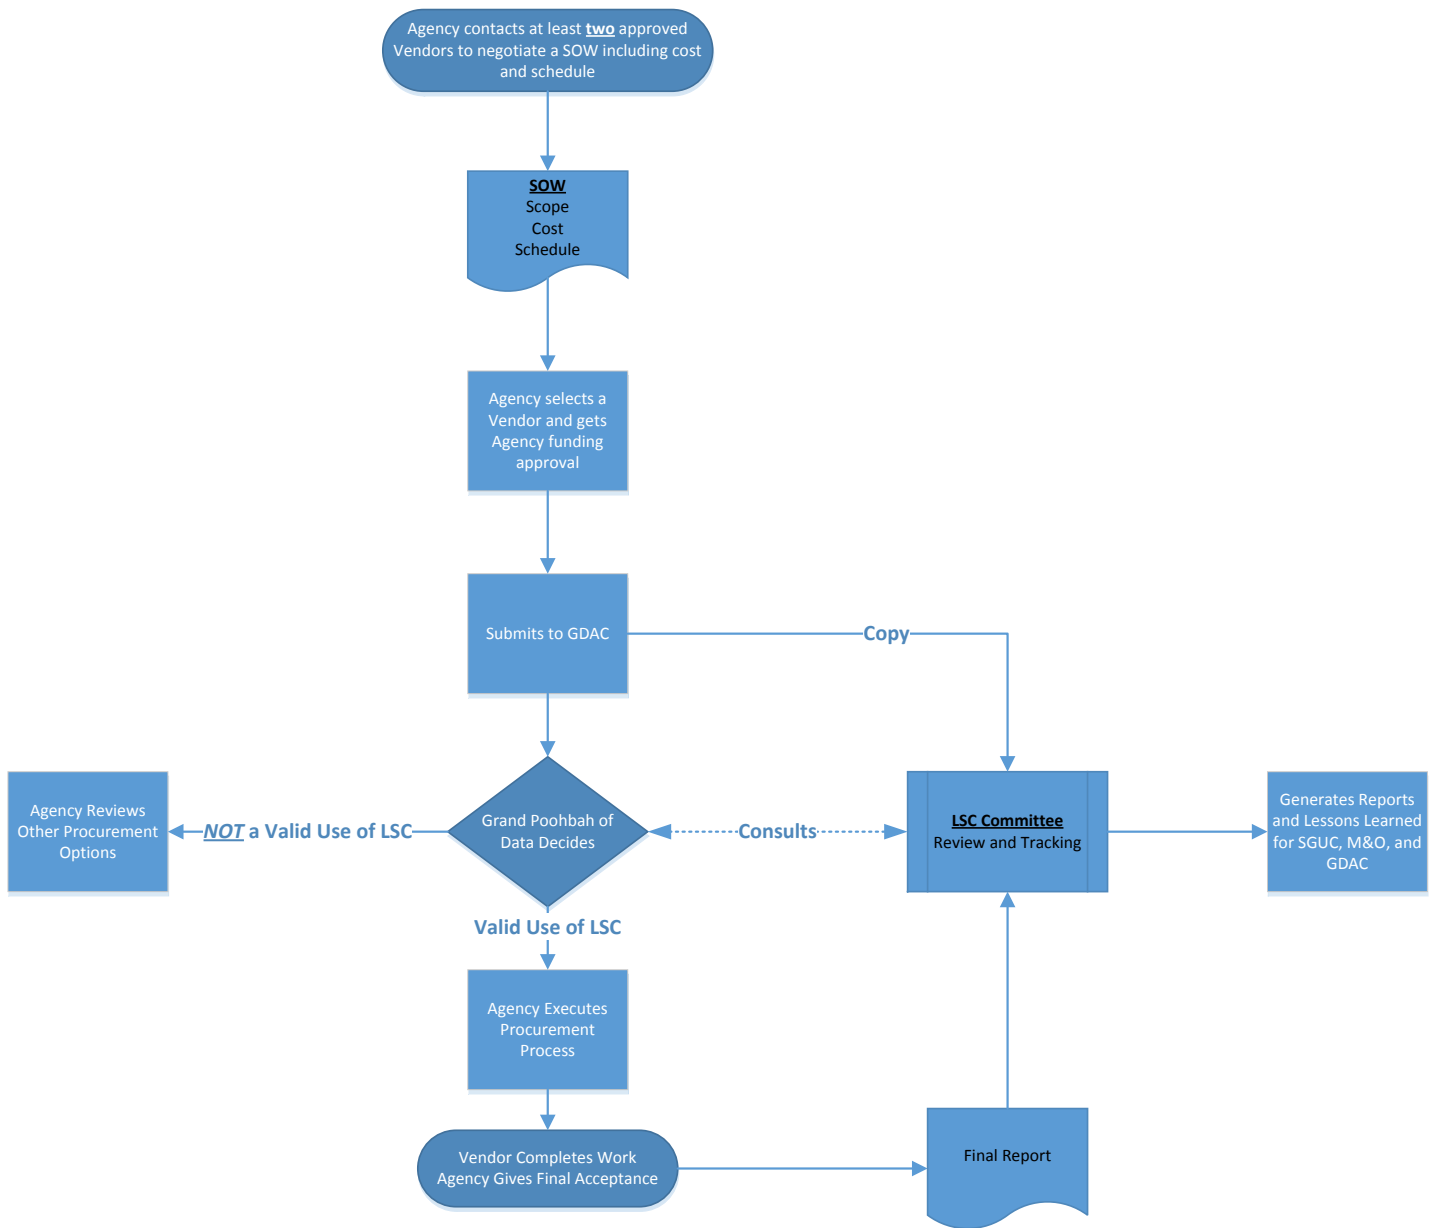 Agency contacts at least two approved
Vendors to negotiate a SOW including cost
and schedule
SOW
Scope
Cost
Schedule
Agency selects a
Vendor and gets
Agency funding
approval
Submits to GDAC
Copy
Agency Reviews
Other Procurement
Options
NOT a Valid Use of LSC
Grand Poohbah of
Data Decides
Consults
LSC Committee
Review and Tracking
Generates Reports
and Lessons Learned
for SGUC, M&O, and
GDAC
Valid Use of LSC
Agency Executes
Procurement
Process
Vendor Completes Work
Agency Gives Final Acceptance
Final Report